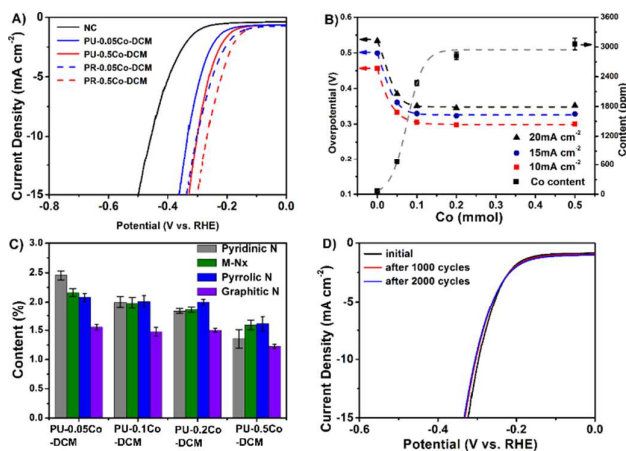 A)
NC
PU-0.05Co-DCM
PU-0.5Co-DCM
PR-0.05Co-DCM
PR-0.5Co-DCM
Current Density (mA cm⁻²)
0
-5
-10
-15
-0.8 -0.6 -0.4 -0.2 0.0
Potential (V vs. RHE)
B)
Overpotential (V)
0.6
0.5
0.4
0.3
0.2
0.1
20mA cm⁻²
15mA cm⁻²
10mA cm⁻²
Co content
3600
3000
2400
1800
1200
600
0
Content (ppm)
0.0 0.1 0.2 0.3 0.4 0.5
Co (mmol)
C)
Pyridinic N
M-Nx
Pyrrolic N
Graphitic N
Content (%)
3.0
2.5
2.0
1.5
1.0
0.5
0.0
PU-0.05Co PU-0.1Co PU-0.2Co PU-0.5Co
-DCM -DCM -DCM -DCM
D)
initial
after 1000 cycles
after 2000 cycles
Current Density (mA cm⁻²)
0
-5
-10
-15
-0.6 -0.4 -0.2 0.0
Potential (V vs. RHE)